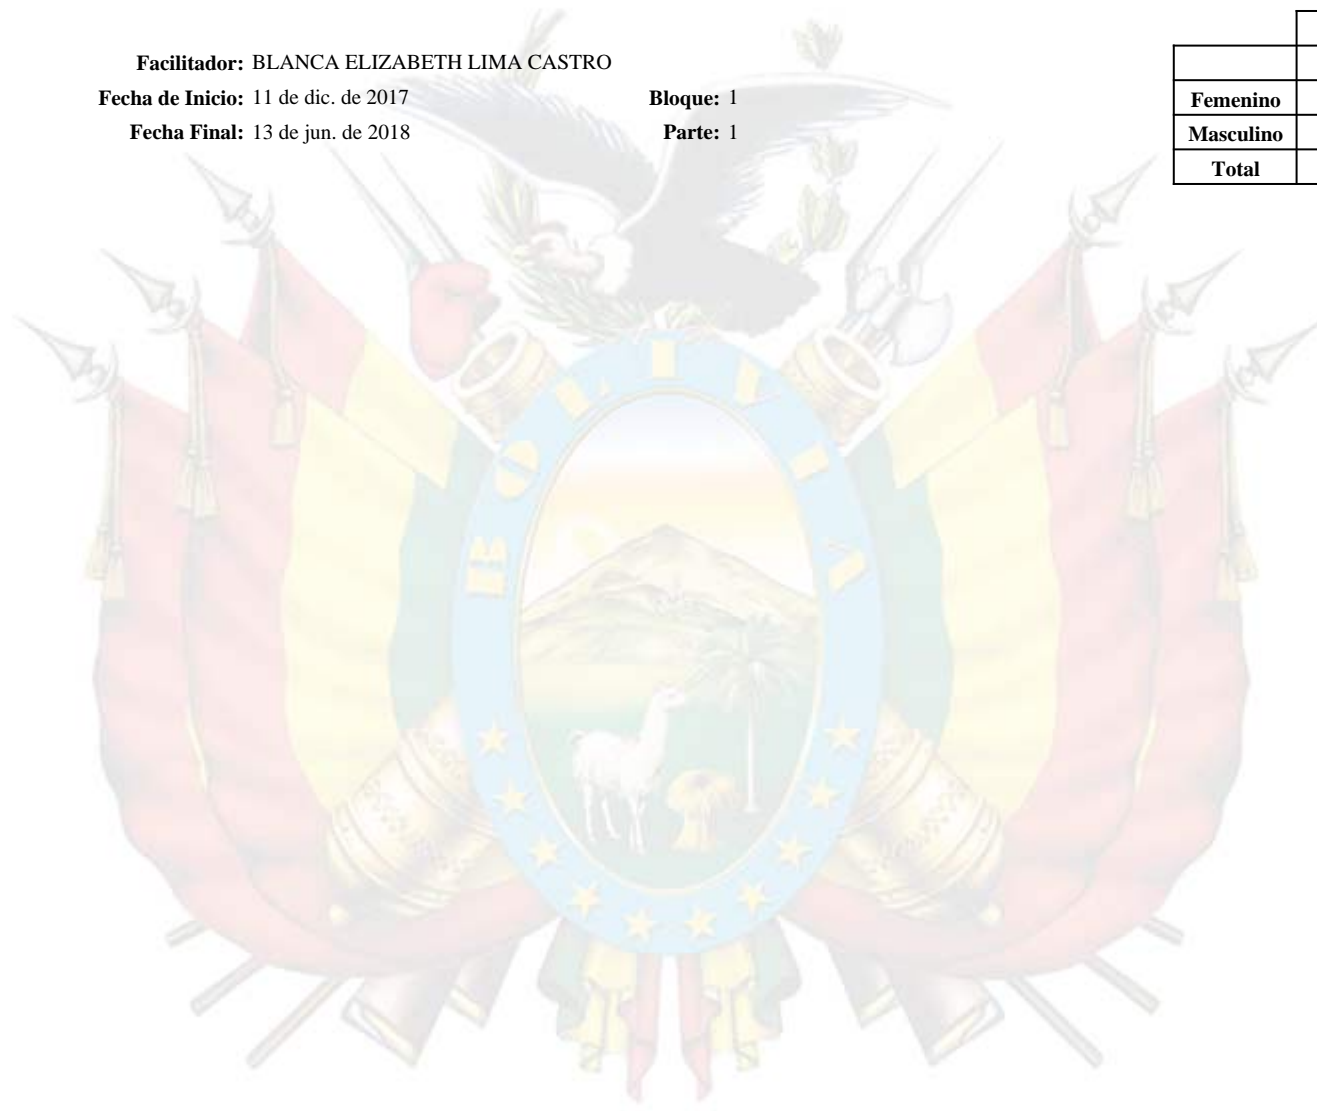 Facilitador: BLANCA ELIZABETH LIMA CASTRO
Fecha de Inicio: 11 de dic. de 2017 Bloque: 1
Fecha Final: 13 de jun. de 2018 Parte: 1
Femenino
Masculino
Total
BOLIVIA